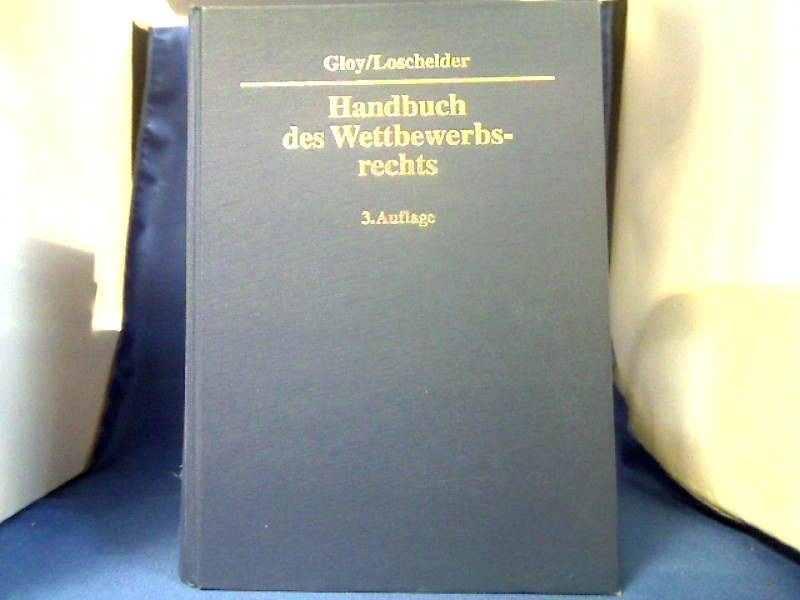 Gloy/Loschelder
Handbuch
des Wettbewerbs-
rechts
3. Auflage